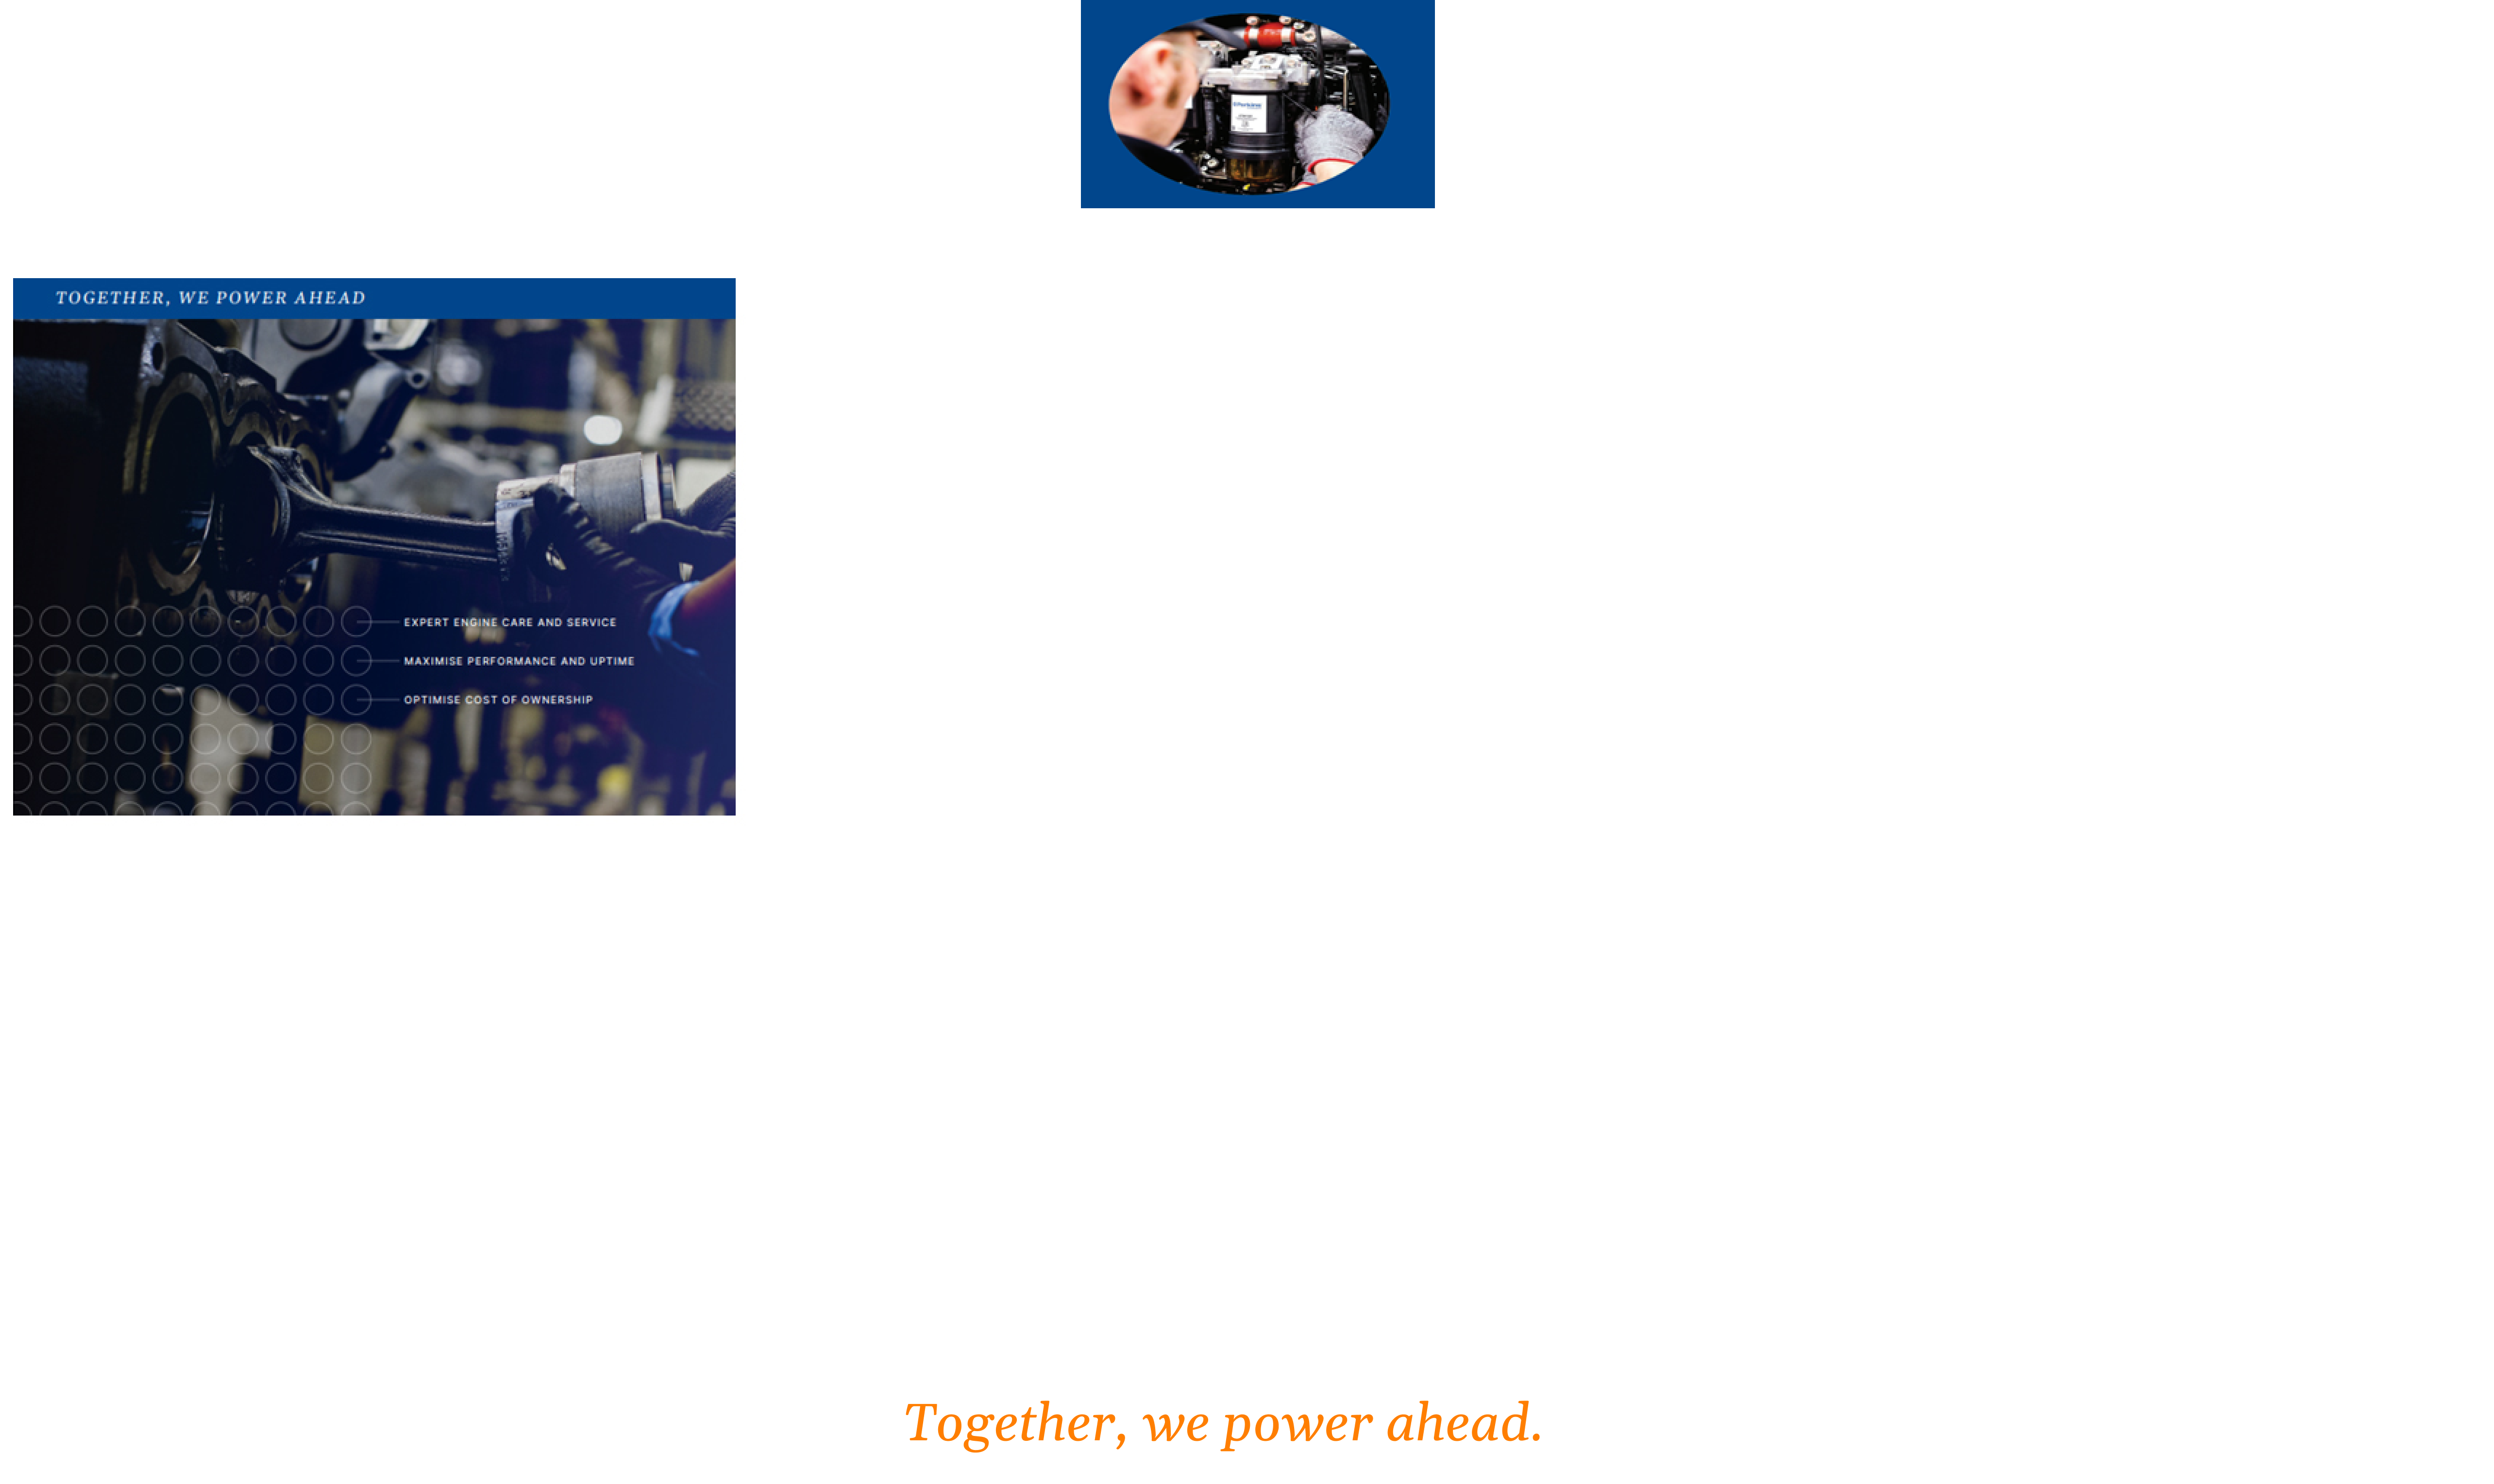 Perkins
TOGETHER, WE POWER AHEAD
EXPERT ENGINE CARE AND SERVICE
MAXIMISE PERFORMANCE AND UPTIME
OPTIMISE COST OF OWNERSHIP
Together, we power ahead.